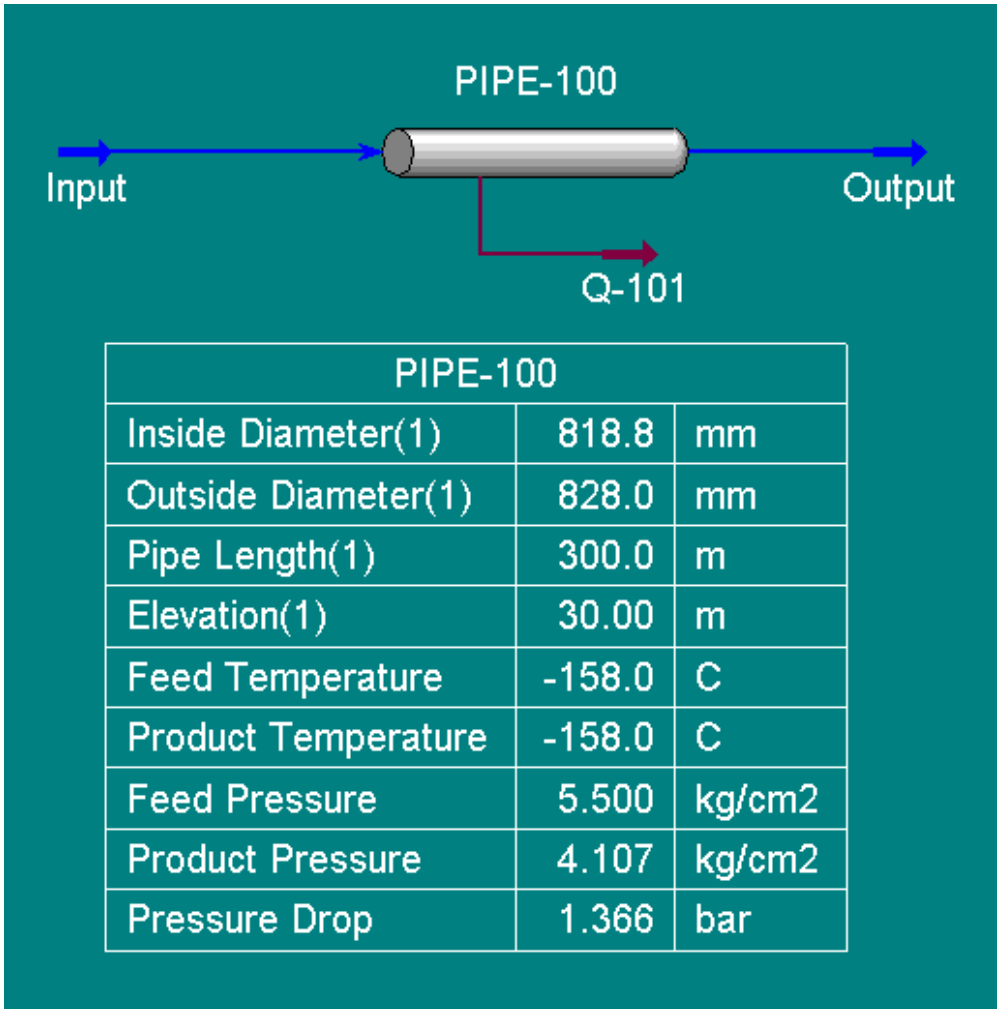 PIPE-100
Input
Output
Q-101
PIPE-100
Inside Diameter(1) 818.8 mm
Outside Diameter(1) 828.0 mm
Pipe Length(1) 300.0 m
Elevation(1) 30.00 m
Feed Temperature -158.0 C
Product Temperature -158.0 C
Feed Pressure 5.500 kg/cm2
Product Pressure 4.107 kg/cm2
Pressure Drop 1.366 bar